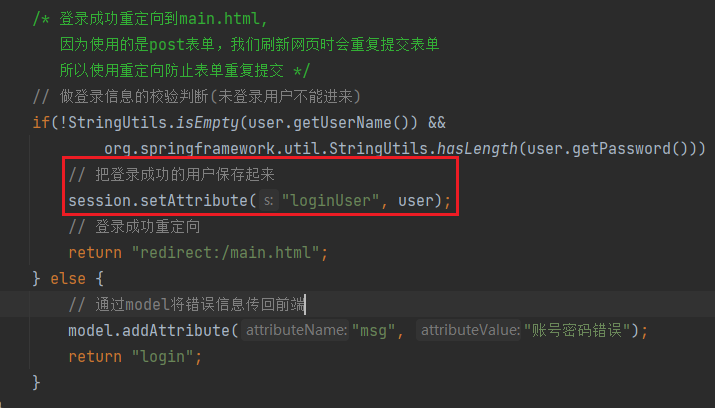 /* 登录成功重定向到main.html,
因为使用的是post表单，我们刷新网页时会重复提交表单
所以使用重定向防止表单重复提交 */
// 做登录信息的校验判断(未登录用户不能进来)
if(!StringUtils.isEmpty(user.getUserName()) &&
org.springframework.util.StringUtils.hasLength(user.getPassword()))
// 把登录成功的用户保存起来
session.setAttribute( s: "loginUser", user);
// 登录成功重定向
return "redirect:/main.html";
} else {
// 通过model将错误信息传回前端
model.addAttribute( attributeName: "msg", attributeValue: "账号密码错误");
return "login";
}